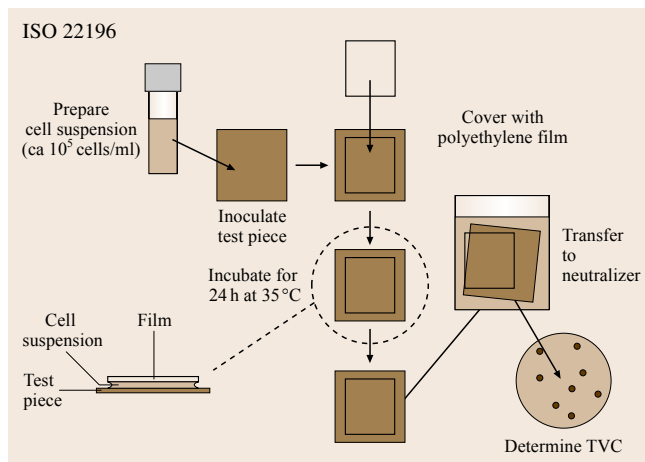 ISO 22196
Prepare
cell suspension
(ca 10⁵ cells/ml)
Cover with
polyethylene film
Inoculate
test piece
Transfer
to
neutralizer
Incubate for
24 h at 35 °C
Cell
suspension
Film
Test
piece
Determine TVC